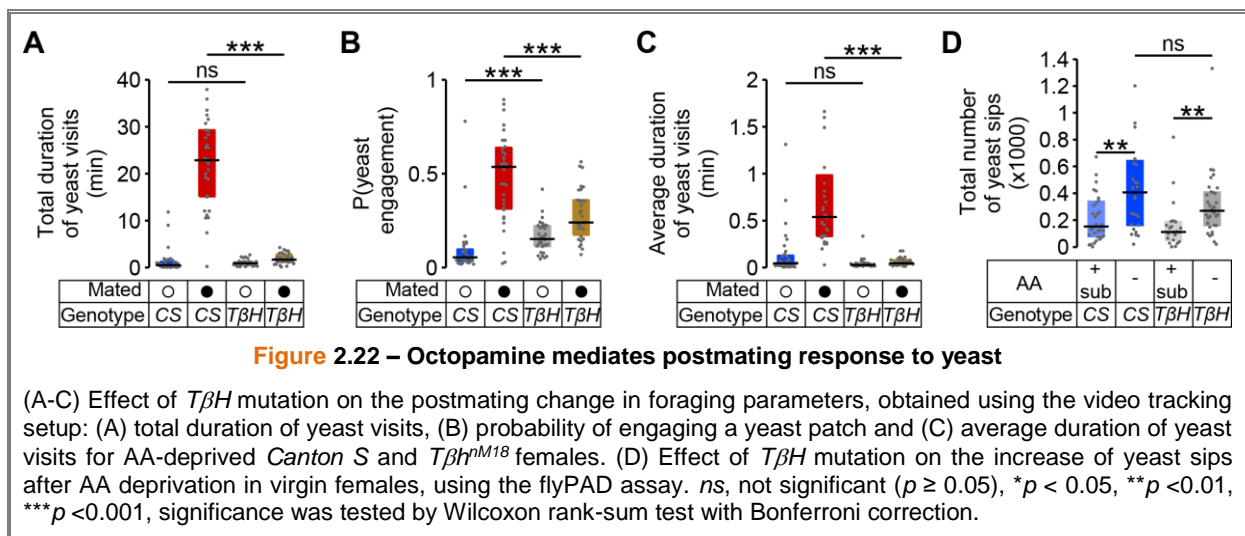 A
***
ns
Total duration
of yeast visits
(min)
40
30
20
10
0
Mated ○ ● ○ ●
Genotype CS CS TβH TβH
B
***
***
P(yeast
engagement)
1
0.5
0
Mated ○ ● ○ ●
Genotype CS CS TβH TβH
C
***
ns
Average duration
of yeast visits
(min)
2
1.5
1
0.5
0
Mated ○ ● ○ ●
Genotype CS CS TβH TβH
D
ns
**
**
Total number
of yeast sips
(x1000)
1.4
1.2
1
0.8
0.6
0.4
0.2
0
AA + sub - + sub -
Genotype CS CS TβH TβH
Figure 2.22 – Octopamine mediates postmating response to yeast
(A-C) Effect of TβH mutation on the postmating change in foraging parameters, obtained using the video tracking
setup: (A) total duration of yeast visits, (B) probability of engaging a yeast patch and (C) average duration of yeast
visits for AA-deprived Canton S and TβhnM18 females. (D) Effect of TβH mutation on the increase of yeast sips
after AA deprivation in virgin females, using the flyPAD assay. ns, not significant (p ≥ 0.05), *p < 0.05, **p <0.01,
***p <0.001, significance was tested by Wilcoxon rank-sum test with Bonferroni correction.